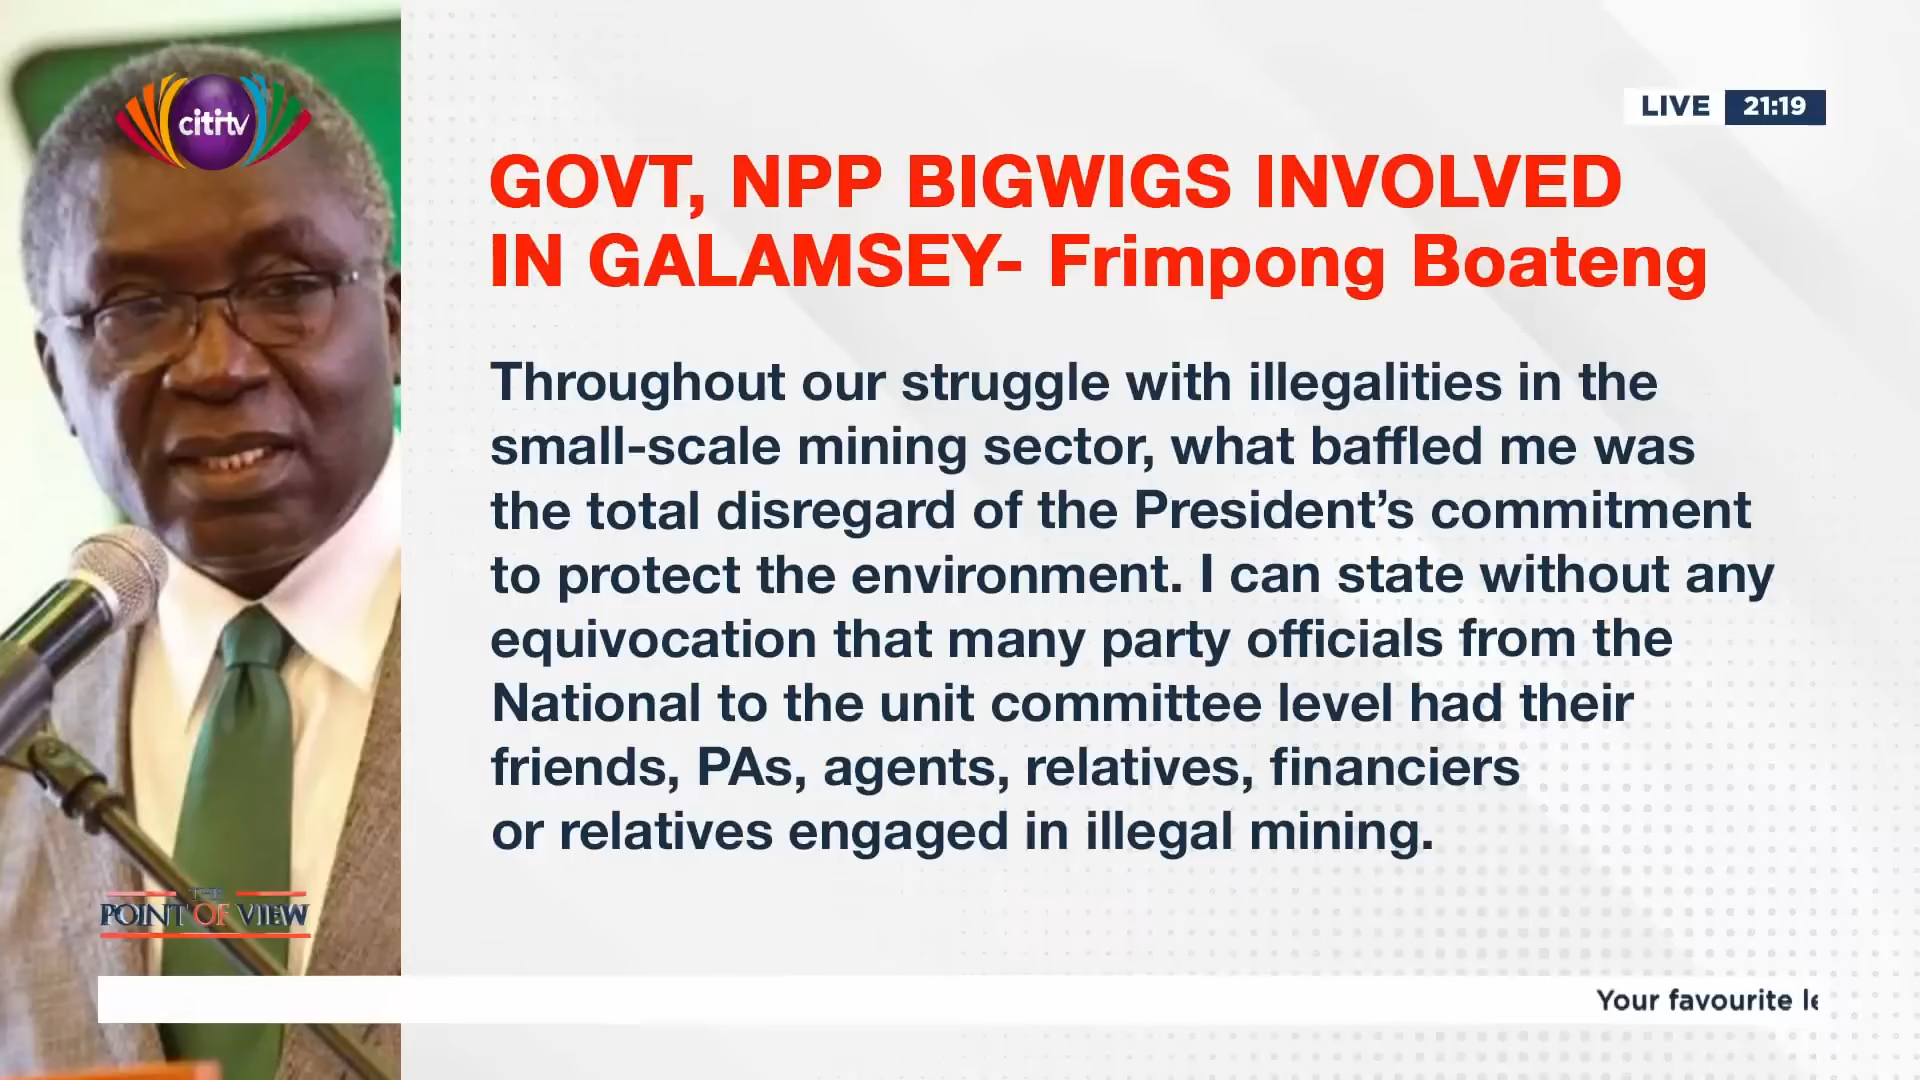 cititv
LIVE 21:19
GOVT, NPP BIGWIGS INVOLVED
IN GALAMSEY- Frimpong Boateng
Throughout our struggle with illegalities in the
small-scale mining sector, what baffled me was
the total disregard of the President's commitment
to protect the environment. I can state without any
equivocation that many party officials from the
National to the unit committee level had their
friends, PAs, agents, relatives, financiers
or relatives engaged in illegal mining.
THE
POINT OF VIEW
Your favourite